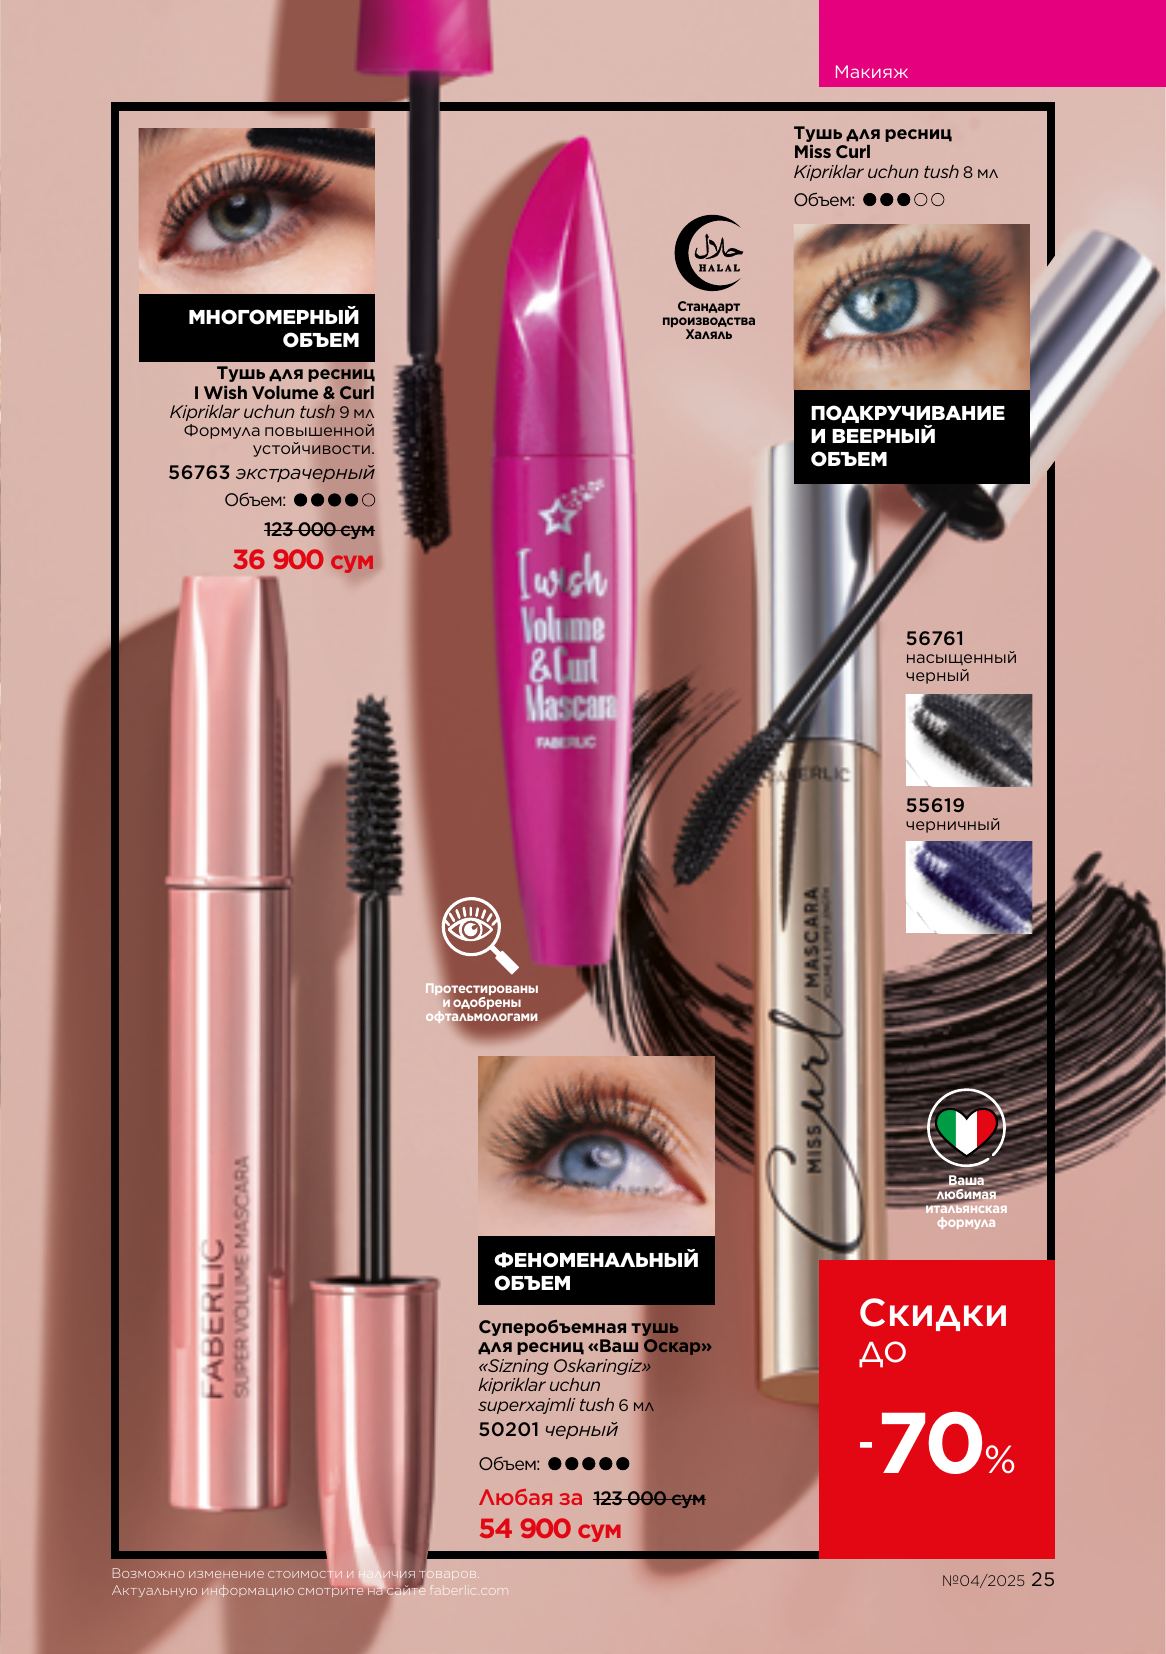 Макияж
Тушь для ресниц
Miss Curl
Kipriklar uchun tush 8 мл
Объем:
حلال
HALAL
Стандарт
производства
Халяль
ПОДКРУЧИВАНИЕ
И ВЕЕРНЫЙ
ОБЪЕМ
МНОГОМЕРНЫЙ
ОБЪЕМ
Тушь для ресниц
I Wish Volume & Curl
Kipriklar uchun tush 9 мл
Формула повышенной
устойчивости.
56763 экстрачерный
Объем:
123 000 сум
36 900 сум
I wish
Volume
& Curl
Mascara
FABERLIC
56761
насыщенный
черный
55619
черничный
FABERLIC
MISS Curl MASCARA
Протестированы
и одобрены
офтальмологами
FABERLIC
SUPER VOLUME MASCARA
Ваша
любимая
итальянская
формула
ФЕНОМЕНАЛЬНЫЙ
ОБЪЕМ
Суперобъемная тушь
для ресниц «Ваш Оскар»
«Sizning Oskaringiz»
kipriklar uchun
superxajmli tush 6 мл
50201 черный
Объем:
Любая за 123 000 сум
54 900 сум
Скидки
до
-70%
Возможно изменение стоимости и наличия товаров.
Актуальную информацию смотрите на сайте faberlic.com
№04/2025 25